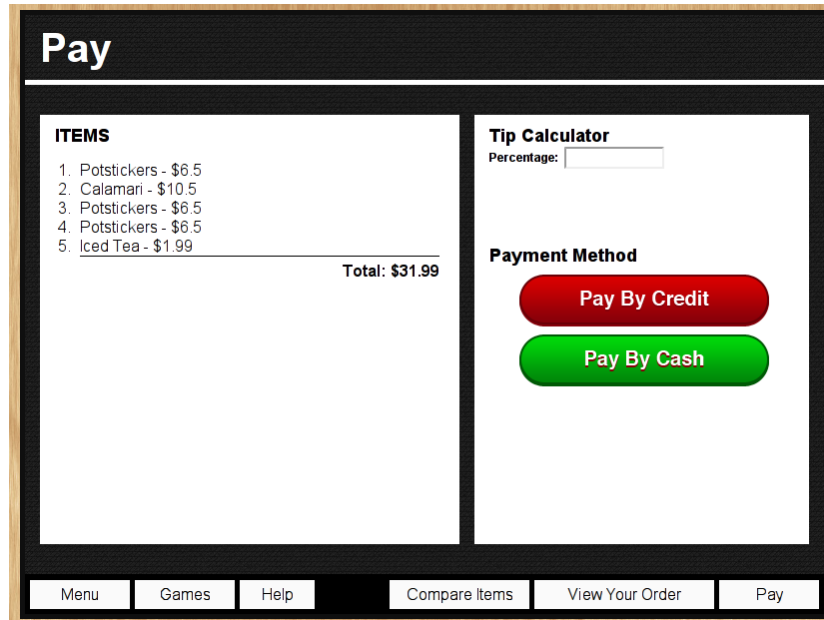 Pay
ITEMS
1. Potstickers - $6.5
2. Calamari - $10.5
3. Potstickers - $6.5
4. Potstickers - $6.5
5. Iced Tea - $1.99
Total: $31.99
Tip Calculator
Percentage:
Payment Method
Pay By Credit
Pay By Cash
Menu
Games
Help
Compare Items
View Your Order
Pay